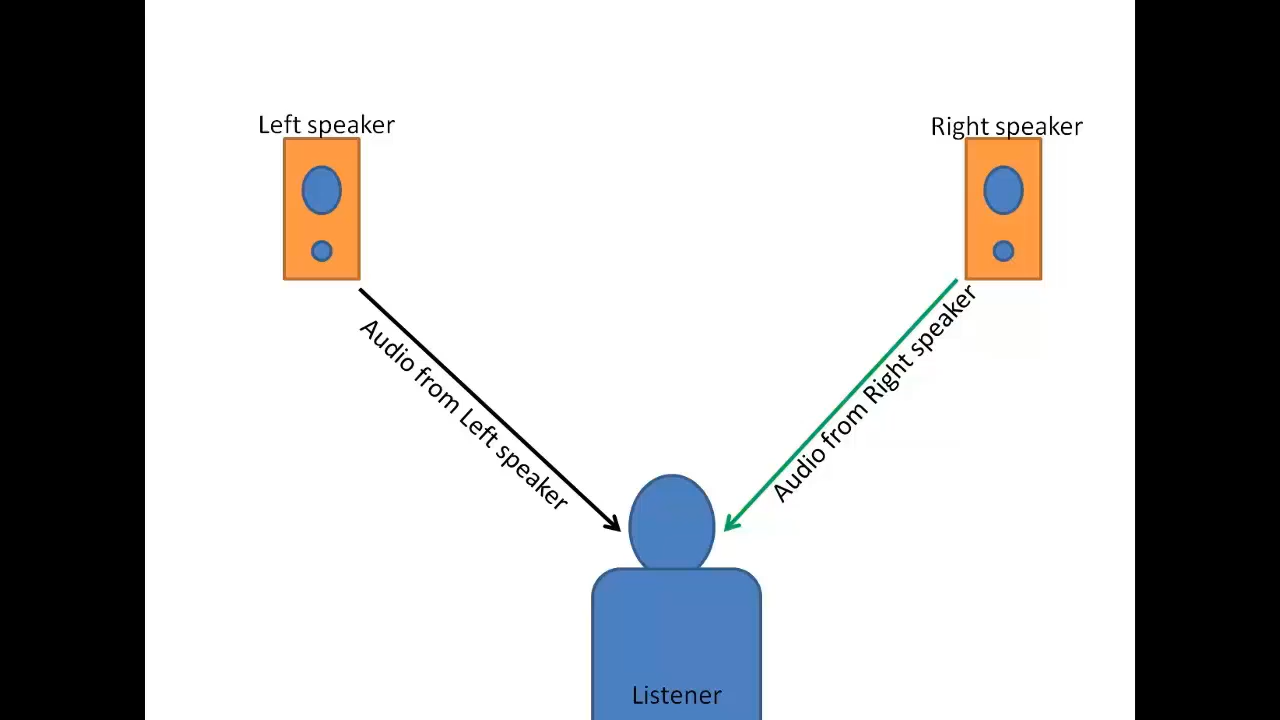 Left speaker
Right speaker
Audio from Left speaker
Audio from Right speaker
Listener